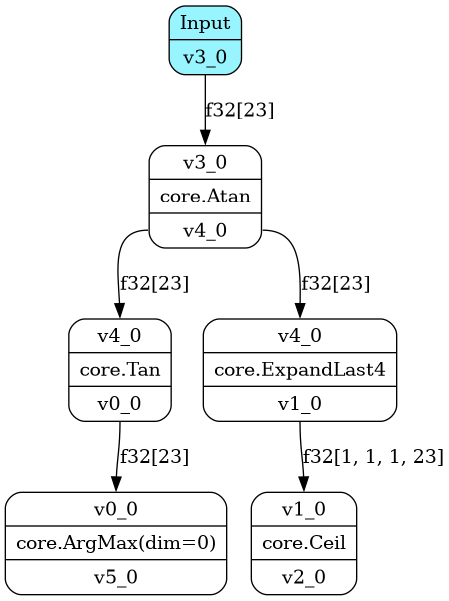 Input
v3_0
f32[23]
v3_0
core.Atan
v4_0
f32[23]
f32[23]
v4_0
core.Tan
v0_0
v4_0
core.ExpandLast4
v1_0
f32[23]
f32[1, 1, 1, 23]
v0_0
core.ArgMax(dim=0)
v5_0
v1_0
core.Ceil
v2_0